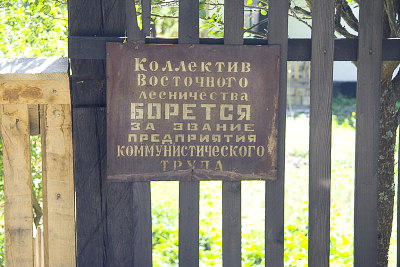 Коллектив
Восточного
лесничества
БОРЕТСЯ
ЗА ЗВАНИЕ
ПРЕДПРИЯТИЯ
КОММУНИСТИЧЕСКОГО
ТРУДА